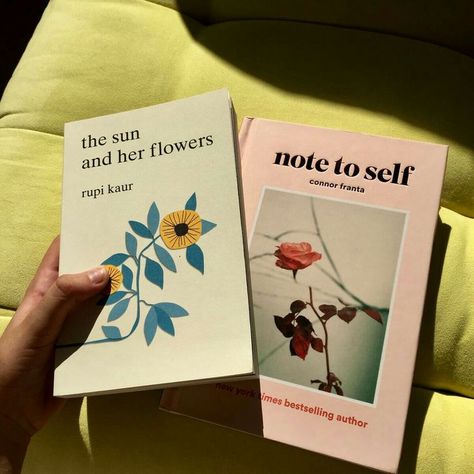 the sun
and her flowers
rupi kaur
note to self
connor franta
new york times bestselling author